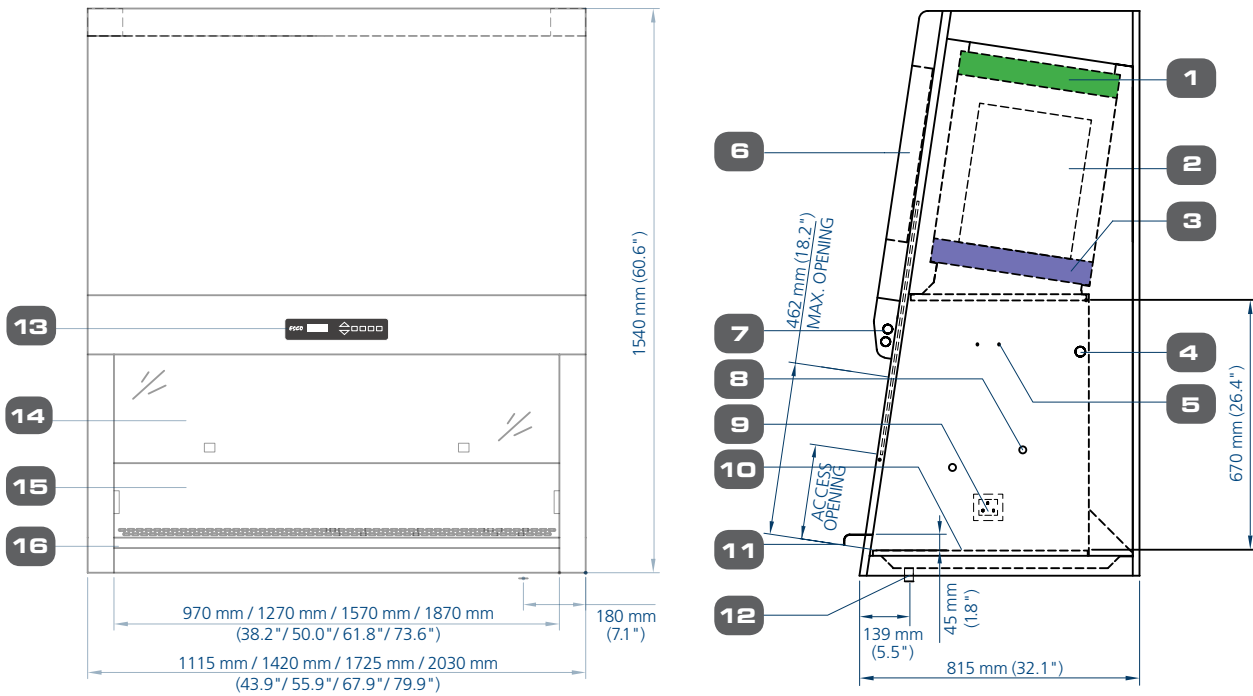 13
14
15
16
esco
1540 mm (60.6")
970 mm / 1270 mm / 1570 mm / 1870 mm
(38.2"/ 50.0"/ 61.8"/ 73.6")
180 mm
(7.1")
1115 mm / 1420 mm / 1725 mm / 2030 mm
(43.9"/ 55.9"/ 67.9"/ 79.9")
6
7
8
9
10
11
12
462 mm (18.2")
MAX. OPENING
ACCESS
OPENING
1
2
3
4
5
670 mm (26.4")
45 mm
(1.8")
139 mm
(5.5")
815 mm (32.1")